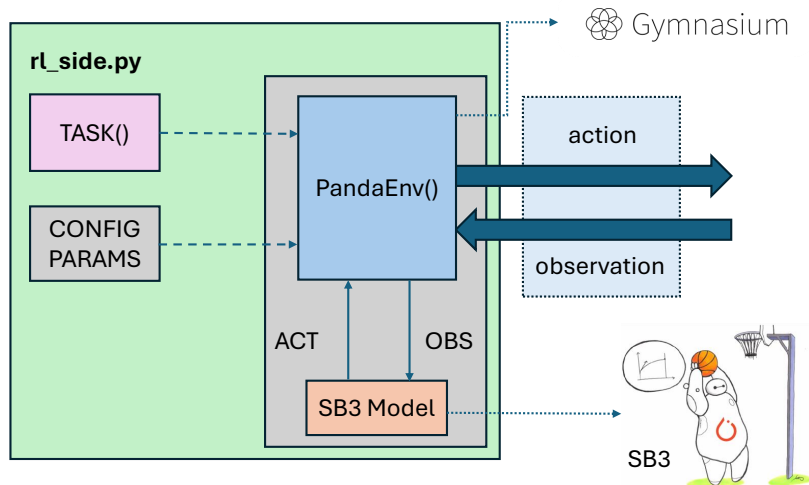 Gymnasium
rl_side.py
TASK()
action
PandaEnv()
CONFIG
PARAMS
observation
ACT
OBS
SB3 Model
SB3